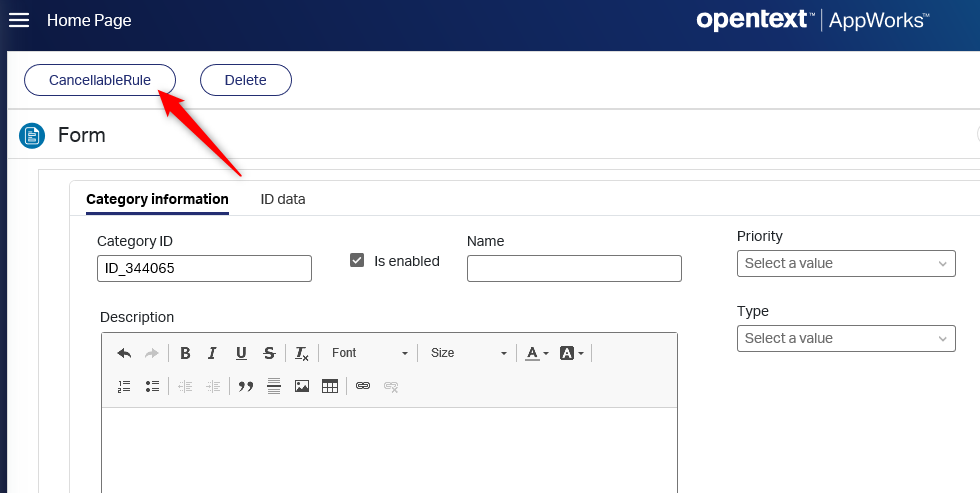 Home Page
opentext™ | AppWorks™
CancellableRule
Delete
Form
Category information
ID data
Category ID
ID_344065
Is enabled
Name
Priority
Select a value
Type
Select a value
Description
B I U S Tx Font Size A A